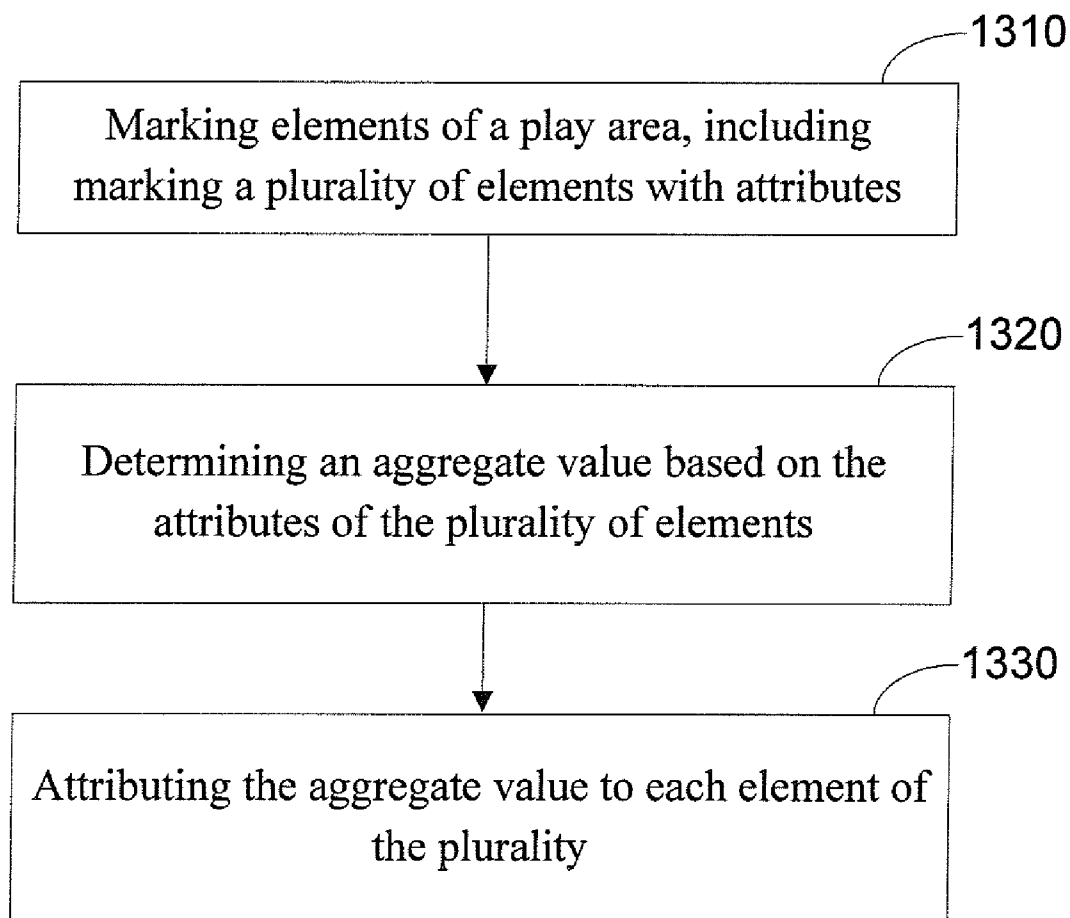 1310
Marking elements of a play area, including
marking a plurality of elements with attributes
1320
Determining an aggregate value based on the
attributes of the plurality of elements
1330
Attributing the aggregate value to each element of
the plurality